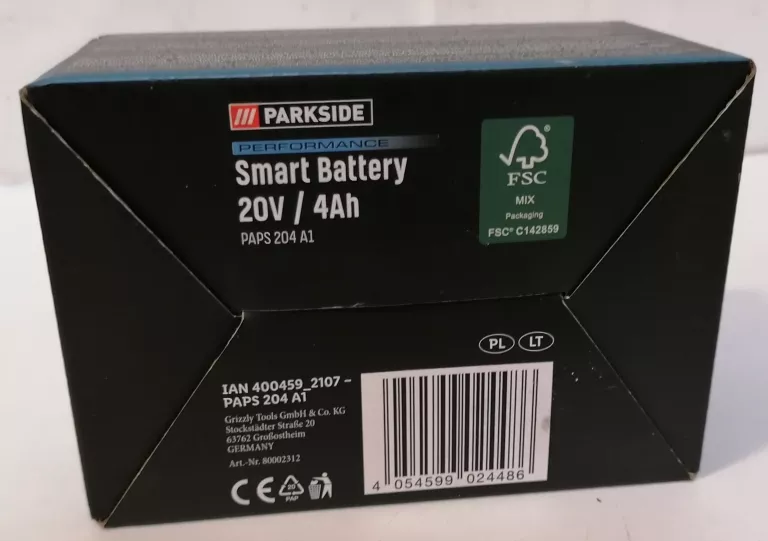 PARKSIDE
PERFORMANCE
Smart Battery
20V / 4Ah
PAPS 204 A1
FSC
MIX
Packaging
FSC® C142859
PL LT
IAN 400459_2107 –
PAPS 204 A1
Grizzly Tools GmbH & Co. KG
Stockstädter Straße 20
63762 Großostheim
GERMANY
Art.-Nr. 80002312
CE
20
PAP
4 054599 024486